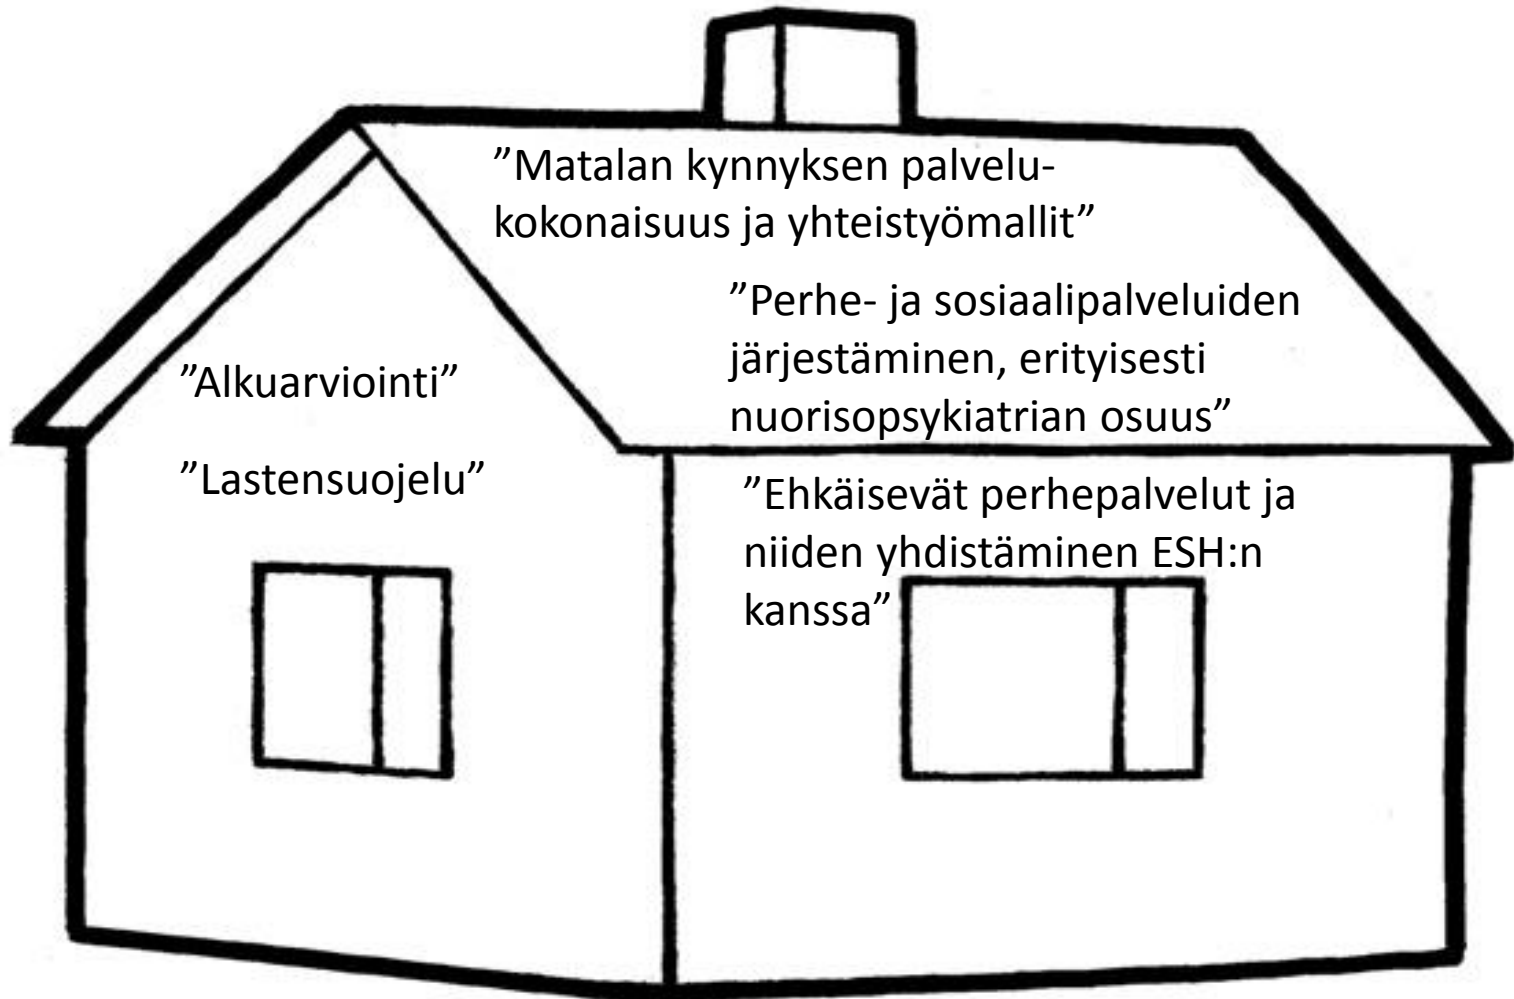 ”Matalan kynnyksen palvelu-
kokonaisuus ja yhteistyömallit”
”Perhe- ja sosiaalipalveluiden
järjestäminen, erityisesti
nuorisopsykiatrian osuus”
”Alkuarviointi”
”Lastensuojelu”
”Ehkäisevät perhepalvelut ja
niiden yhdistäminen ESH:n
kanssa”